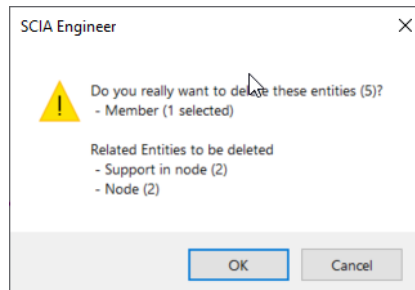 SCIA Engineer
Do you really want to delete these entities (5)?
- Member (1 selected)
Related Entities to be deleted
- Support in node (2)
- Node (2)
OK
Cancel